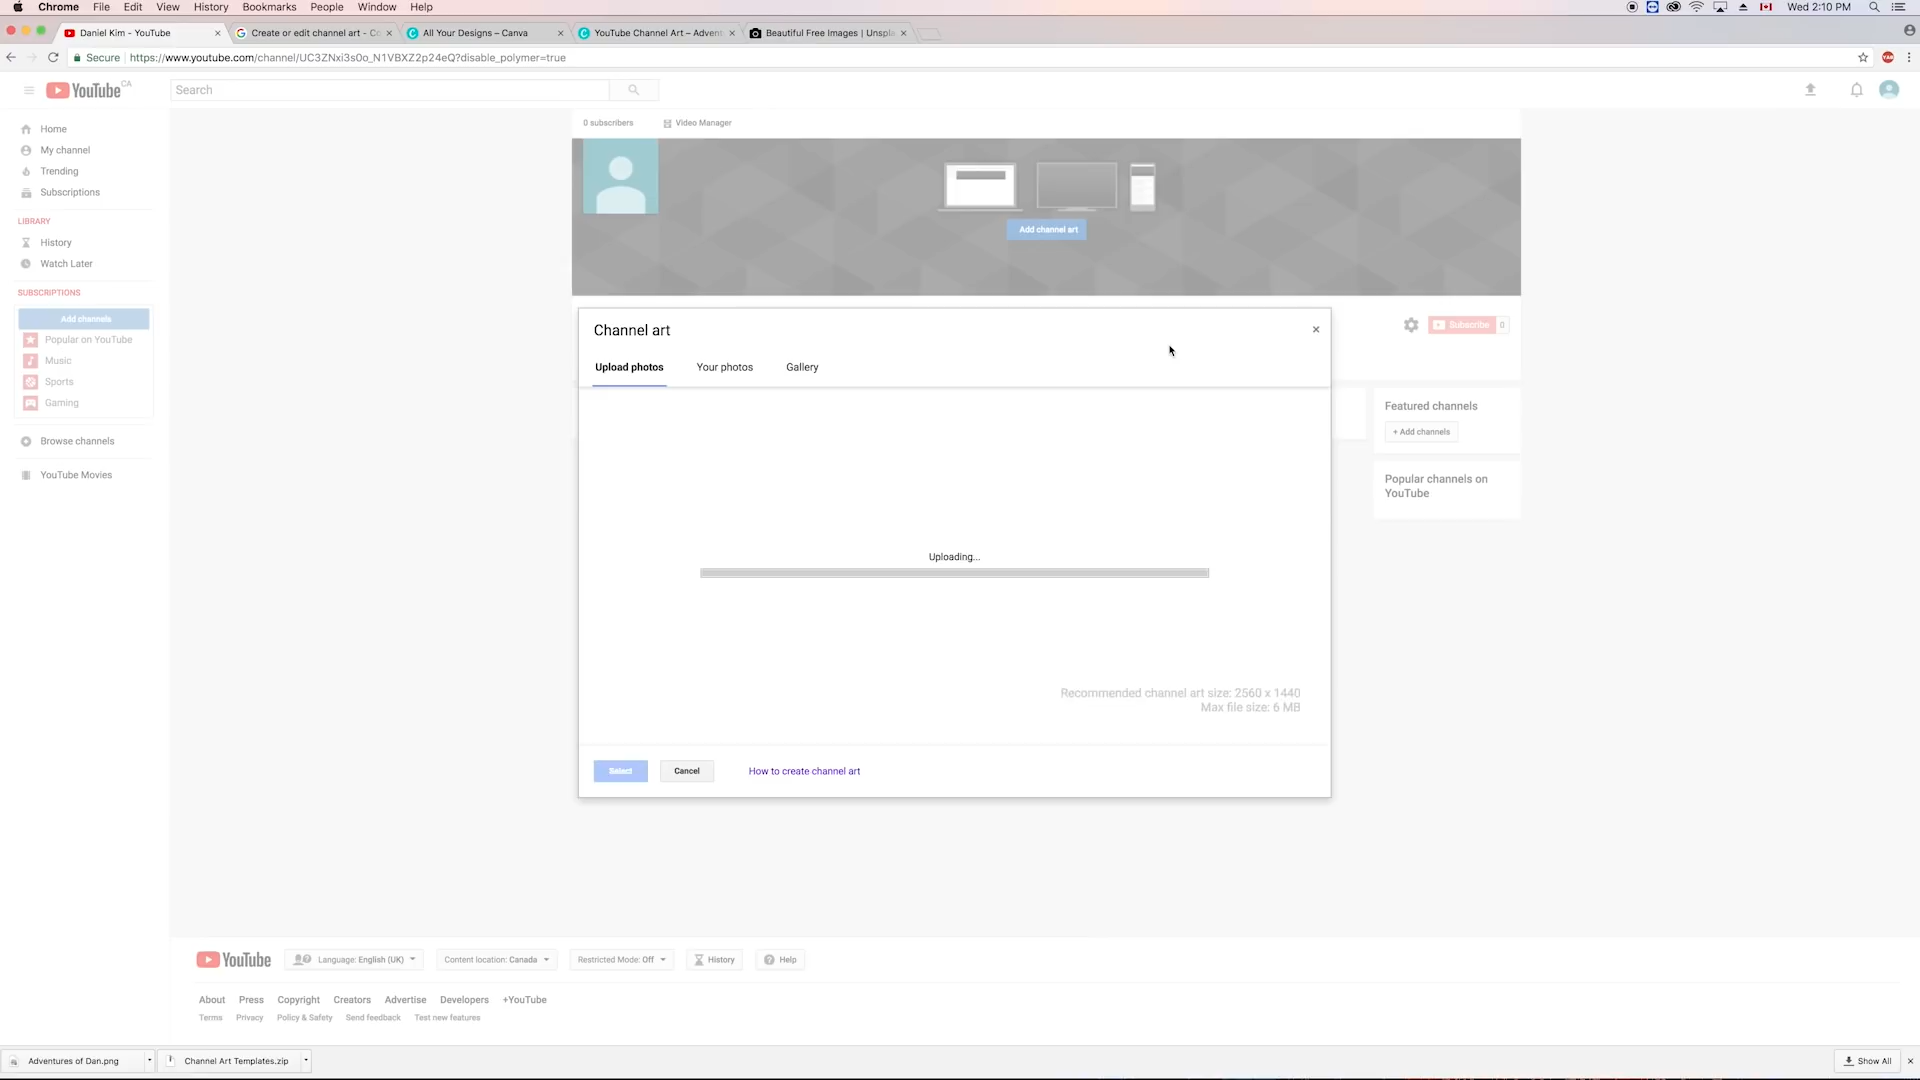 Chrome File Edit View History Bookmarks People Window Help
Wed 2:10 PM
Daniel Kim - YouTube
Create or edit channel art - Co
All Your Designs – Canva
YouTube Channel Art – Advent
Beautiful Free Images | Unspla
Secure https://www.youtube.com/channel/UC3ZNxi3s0o_N1VBXZ2p24eQ?disable_polymer=true
YouTube CA
Search
Home
My channel
Trending
Subscriptions
LIBRARY
History
Watch Later
SUBSCRIPTIONS
Add channels
Popular on YouTube
Music
Sports
Gaming
Browse channels
YouTube Movies
0 subscribers Video Manager
Add channel art
Subscribe 0
Channel art
Upload photos Your photos Gallery
Uploading...
Recommended channel art size: 2560 x 1440
Max file size: 6 MB
Select Cancel How to create channel art
Featured channels
+ Add channels
Popular channels on
YouTube
YouTube Language: English (UK) Content location: Canada Restricted Mode: Off History Help
About Press Copyright Creators Advertise Developers +YouTube
Terms Privacy Policy & Safety Send feedback Test new features
Adventures of Dan.png Channel Art Templates.zip Show All